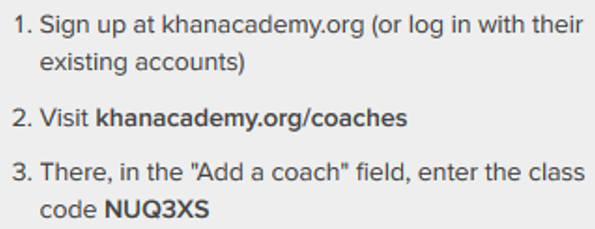 1. Sign up at khanacademy.org (or log in with their
existing accounts)
2. Visit khanacademy.org/coaches
3. There, in the "Add a coach" field, enter the class
code NUQ3XS